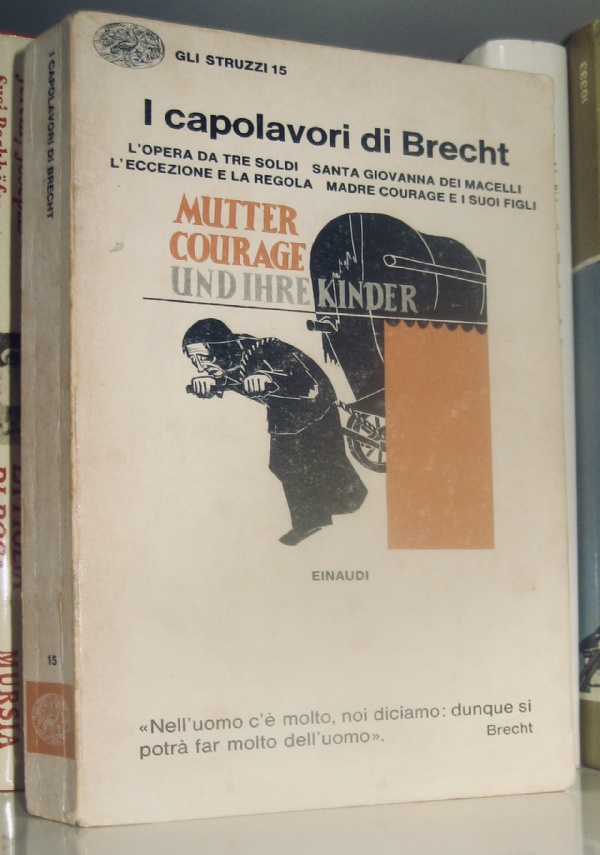 GLI STRUZZI 15
I capolavori di Brecht
L'OPERA DA TRE SOLDI SANTA GIOVANNA DEI MACELLI
L'ECCEZIONE E LA REGOLA MADRE COURAGE E I SUOI FIGLI
MUTTER
COURAGE
UND IHRE KINDER
EINAUDI
«Nell'uomo c'è molto, noi diciamo: dunque si
potrà far molto dell'uomo».
Brecht
I CAPOLAVORI DI BRECHT
15
MURSIA